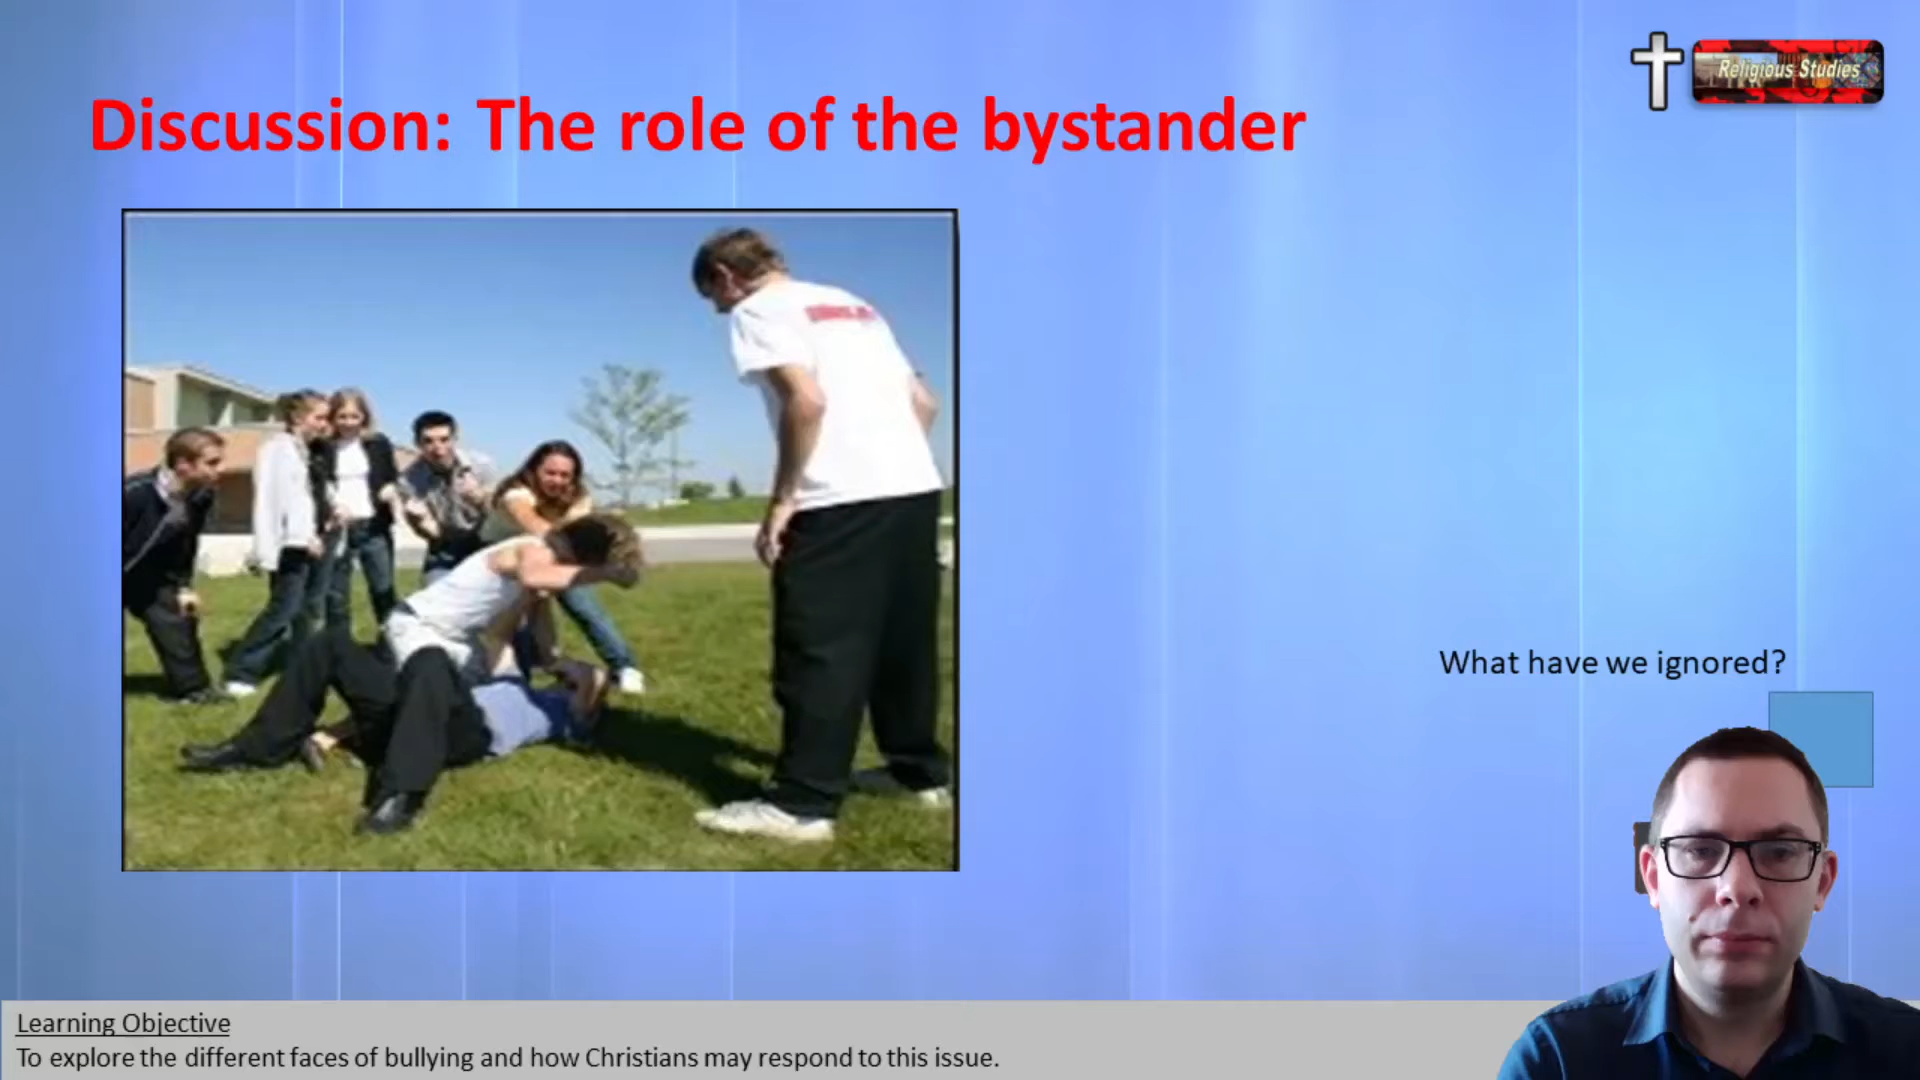 Religious Studies
Discussion: The role of the bystander
What have we ignored?
Learning Objective
To explore the different faces of bullying and how Christians may respond to this issue.